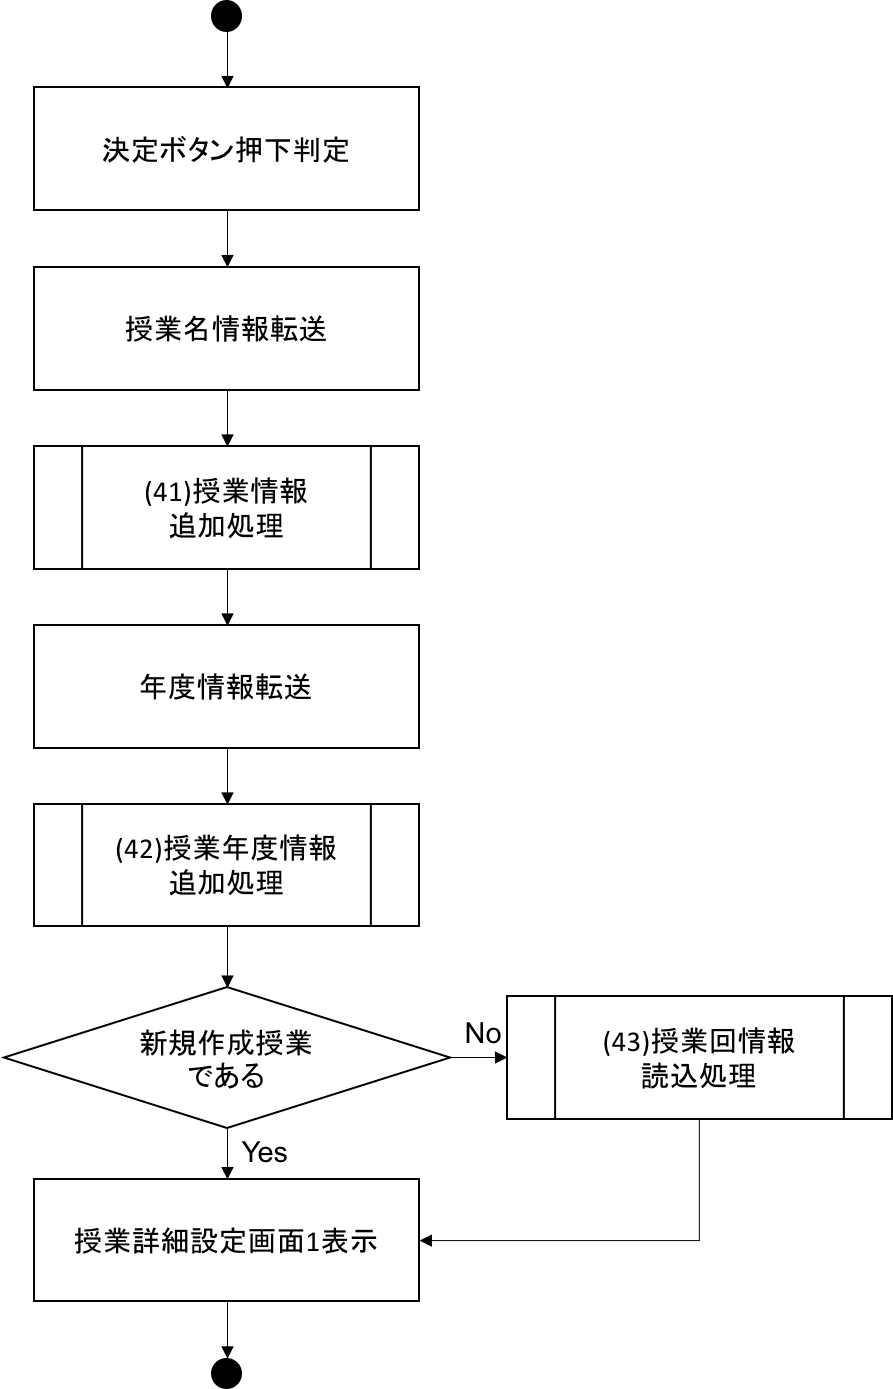 決定ボタン押下判定
授業名情報転送
(41)授業情報
追加処理
年度情報転送
(42)授業年度情報
追加処理
新規作成授業
である
No
(43)授業回情報
読込処理
Yes
授業詳細設定画面1表示